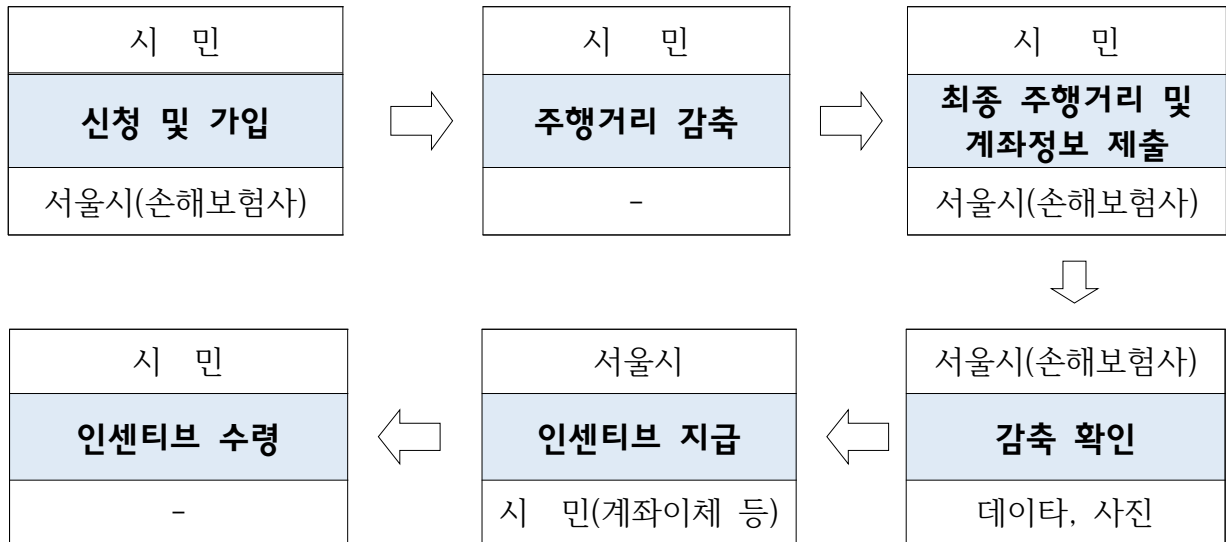 시 민
신청 및 가입
서울시(손해보험사)
시 민
주행거리 감축
-
시 민
최종 주행거리 및
계좌정보 제출
서울시(손해보험사)
서울시(손해보험사)
감축 확인
데이타, 사진
서울시
인센티브 지급
시 민(계좌이체 등)
시 민
인센티브 수령
-